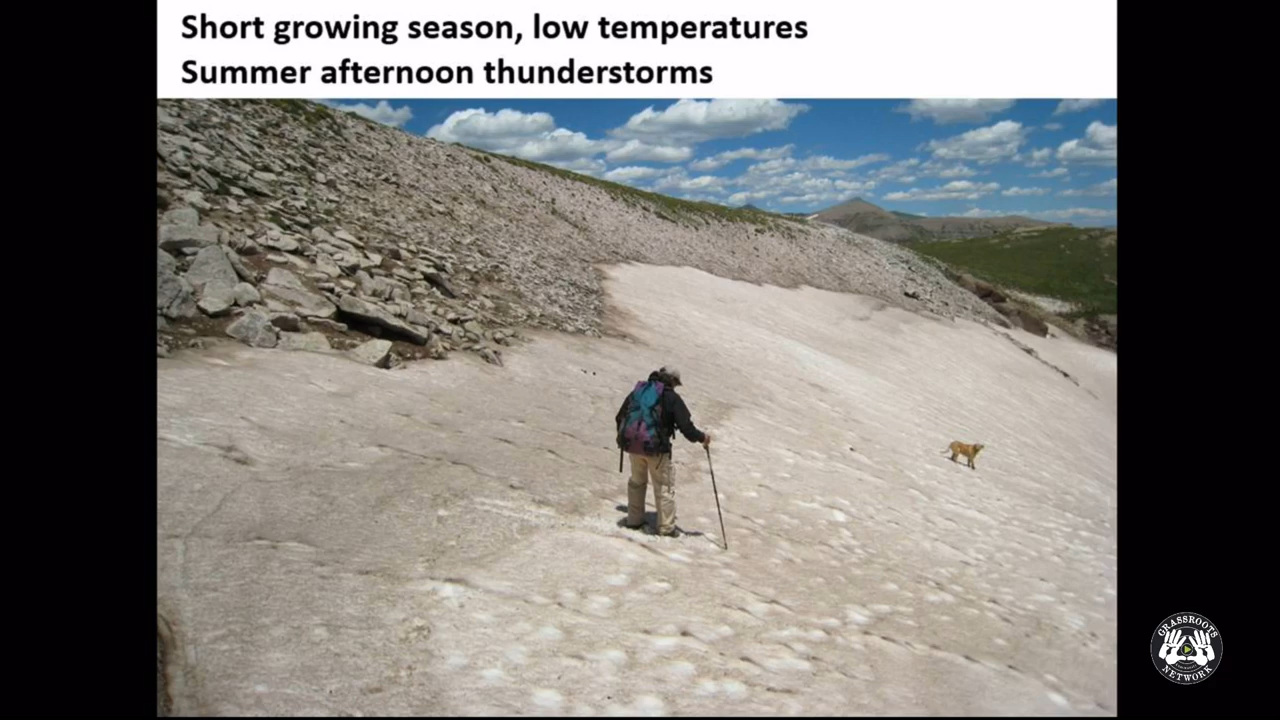 Short growing season, low temperatures
Summer afternoon thunderstorms
GRASSROOTS
NETWORK